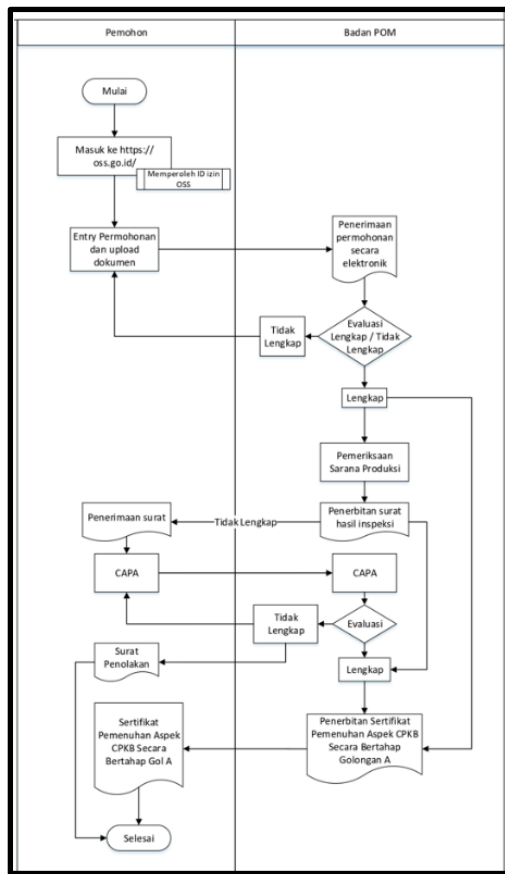 Pemohon
Badan POM
Mulai
Masuk ke https://
oss.go.id/
Memperoleh ID izin
OSS
Entry Permohonan
dan upload
dokumen
Penerimaan
permohonan
secara
elektronik
Tidak
Lengkap
Evaluasi
Lengkap / Tidak
Lengkap
Lengkap
Pemeriksaan
Sarana Produksi
Penerimaan surat
Tidak Lengkap
Penerbitan surat
hasil inspeksi
CAPA
CAPA
Tidak
Lengkap
Evaluasi
Surat
Penolakan
Lengkap
Sertifikat
Pemenuhan Aspek
CPKB Secara
Bertahap Gol A
Penerbitan Sertifikat
Pemenuhan Aspek CPKB
Secara Bertahap
Golongan A
Selesai